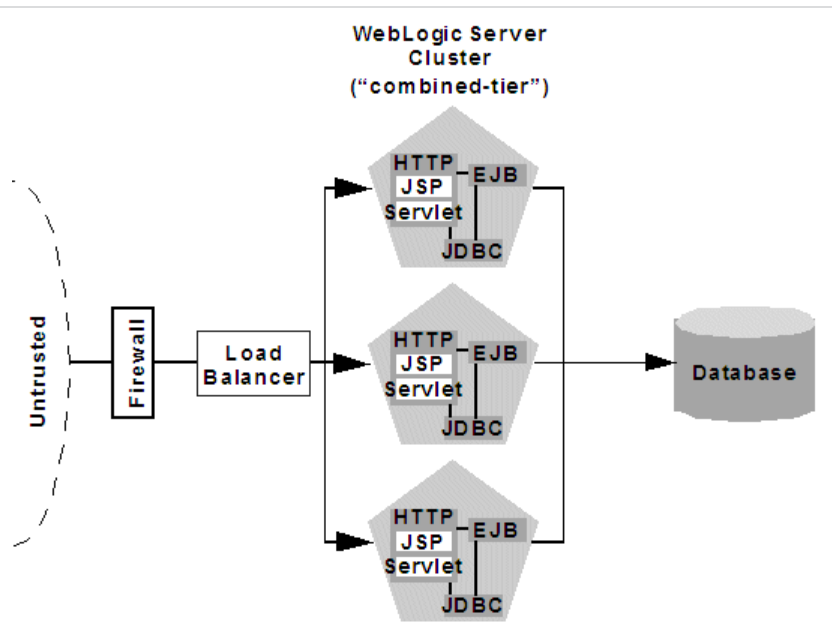 WebLogic Server
Cluster
(“combined-tier”)
HTTP
EJB
JSP
Servlet
JDBC
Untrusted
Firewall
Load
Balancer
HTTP
EJB
JSP
Servlet
JDBC
Database
HTTP
EJB
JSP
Servlet
JDBC